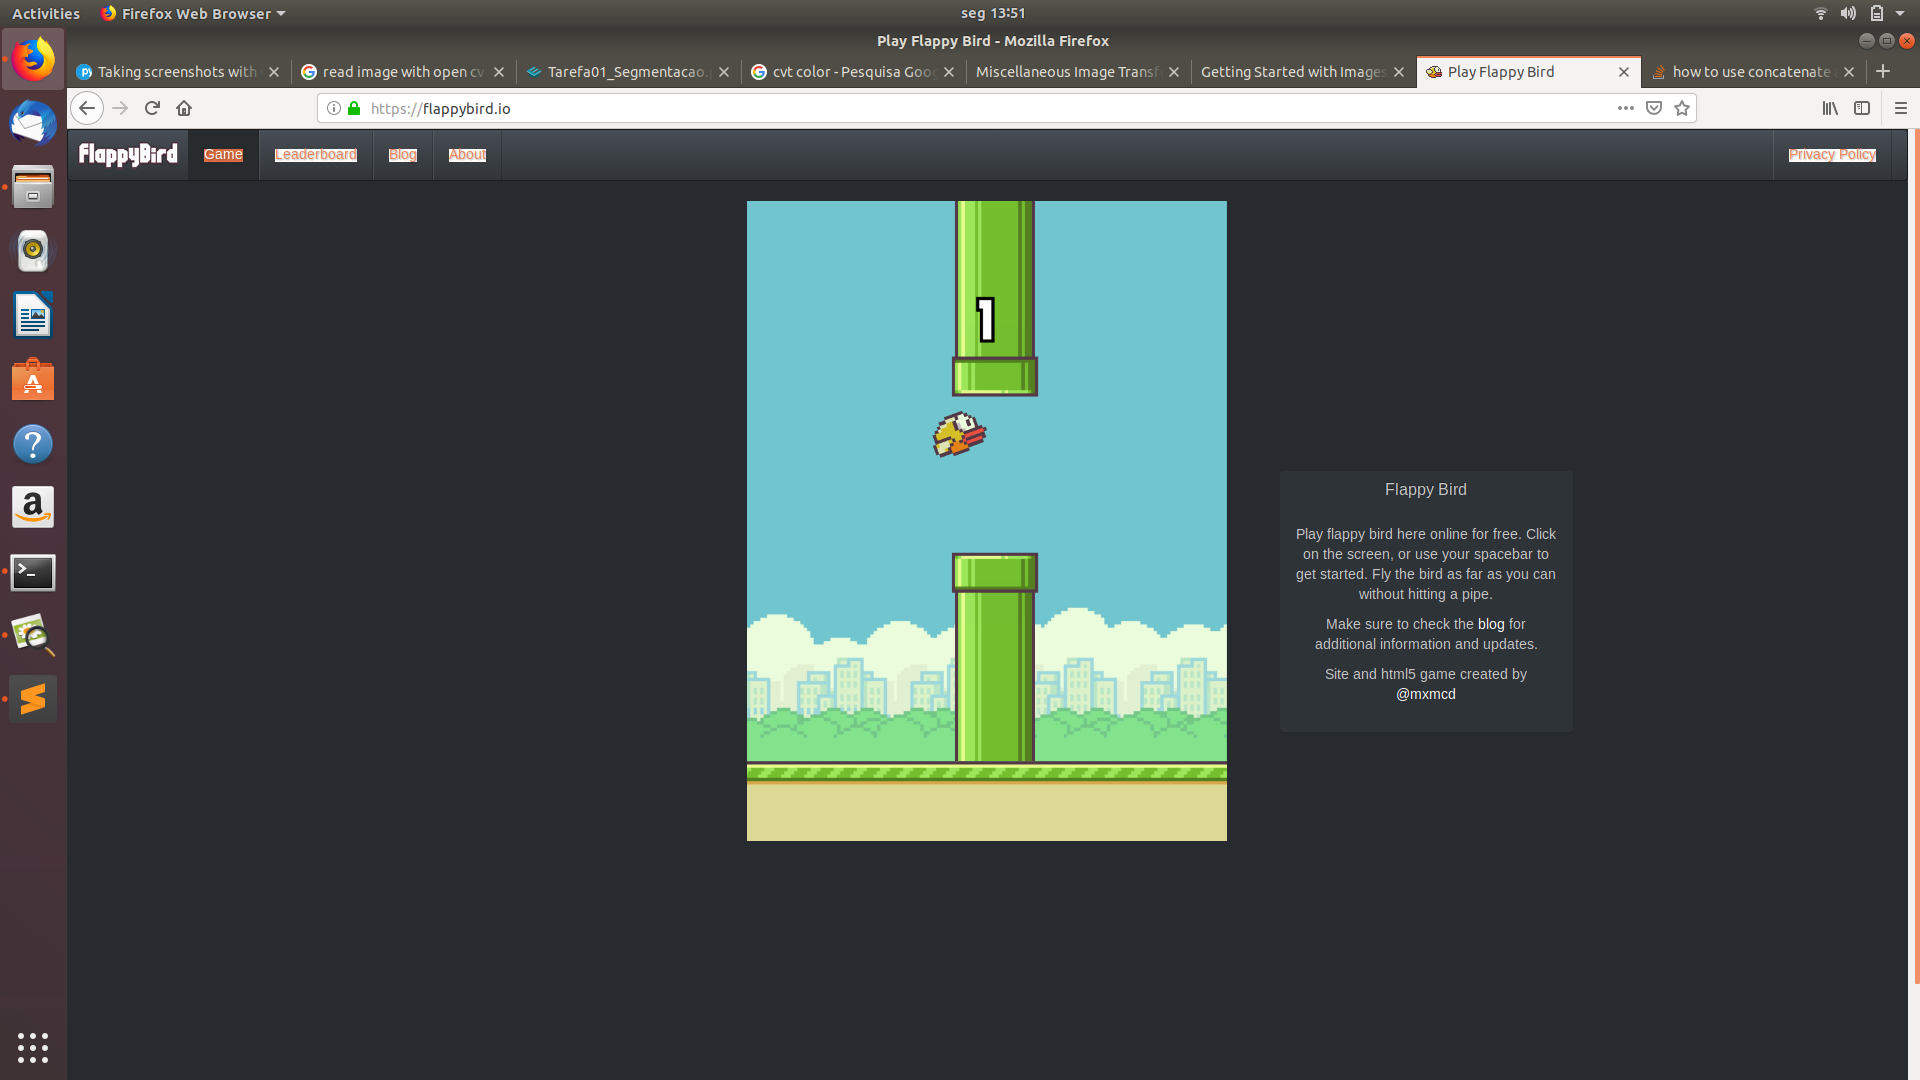 Activities
Firefox Web Browser
seg 13:51
Play Flappy Bird - Mozilla Firefox
Taking screenshots with
read image with open cv
Tarefa01_Segmentacao.
cvt color - Pesquisa Goog
Miscellaneous Image Transf
Getting Started with Images
Play Flappy Bird
how to use concatenate
https://flappybird.io
FlappyBird
Game
Leaderboard
Blog
About
Privacy Policy
1
Flappy Bird
Play flappy bird here online for free. Click
on the screen, or use your spacebar to
get started. Fly the bird as far as you can
without hitting a pipe.
Make sure to check the blog for
additional information and updates.
Site and html5 game created by
@mxmcd